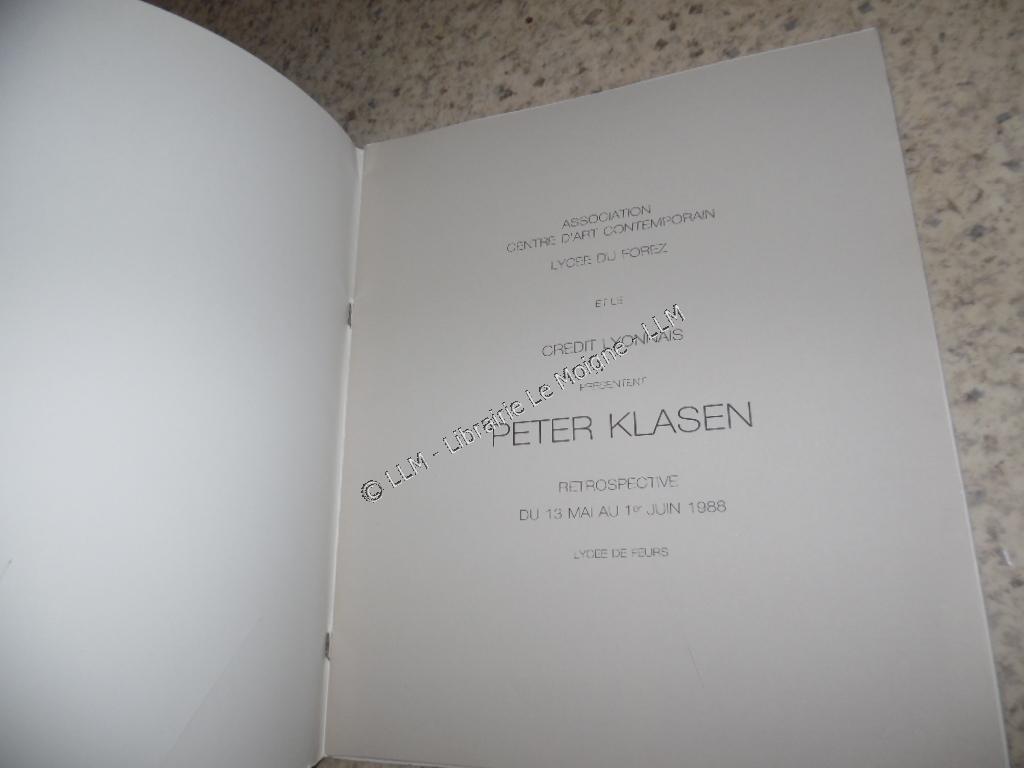 ASSOCIATION
CENTRE D'ART CONTEMPORAIN
LYCEE DU FOREZ
ET LE
CREDIT LYONNAIS
PRESENTENT
PETER KLASEN
RETROSPECTIVE
DU 13 MAI AU 1er JUIN 1988
LYCEE DE FEURS
© LLM - Librairie Le Moigne - LLM